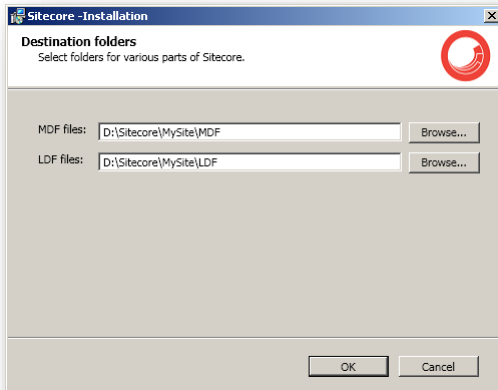 Sitecore -Installation
Destination folders
Select folders for various parts of Sitecore.
MDF files: D:\Sitecore\MySite\MDF Browse...
LDF files: D:\Sitecore\MySite\LDF Browse...
OK Cancel